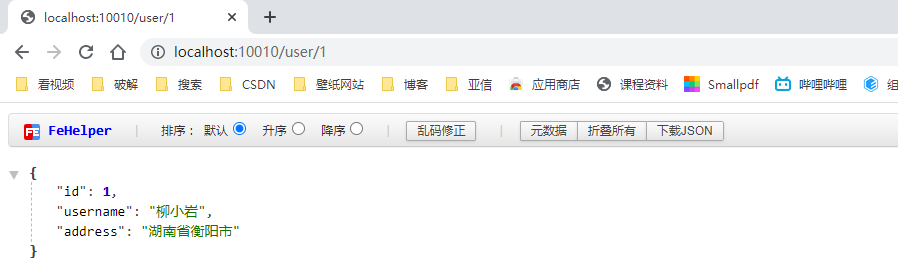 localhost:10010/user/1
localhost:10010/user/1
看视频 破解 搜索 CSDN 壁纸网站 博客 亚信 应用商店 课程资料 Smallpdf 哔哩哔哩 组
FE FeHelper | 排序： 默认 升序 降序 | 乱码修正 | 元数据 折叠所有 下载JSON
{
"id": 1,
"username": "柳小岩",
"address": "湖南省衡阳市"
}